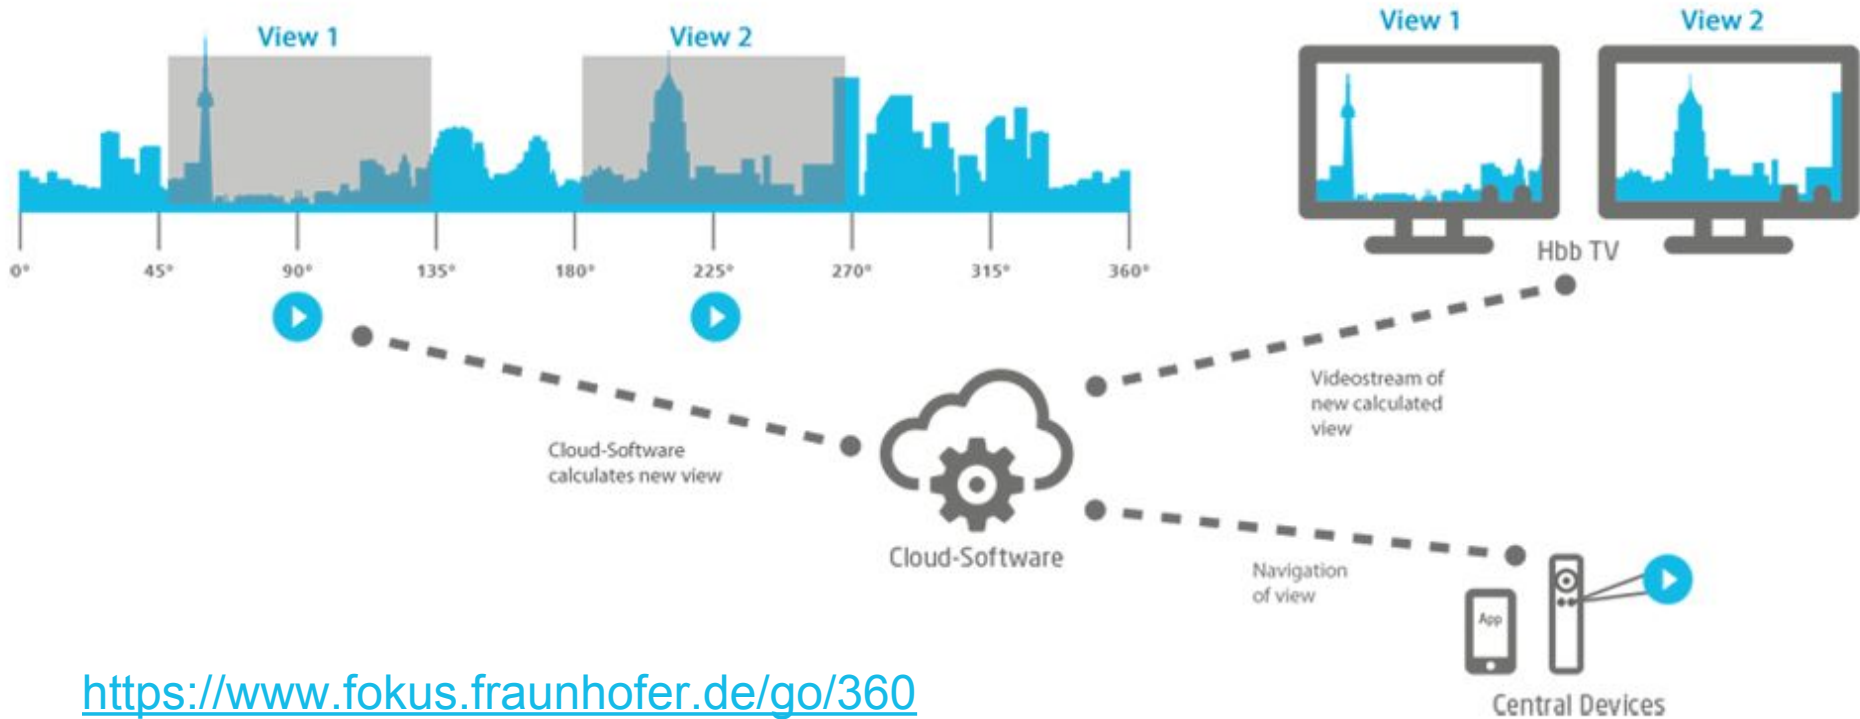 View 1
View 2
View 1
View 2
0°
45°
90°
135°
180°
225°
270°
315°
360°
Hbb TV
Videostream of
new calculated
view
Cloud-Software
calculates new view
Cloud-Software
Navigation
of view
App
Central Devices
https://www.fokus.fraunhofer.de/go/360